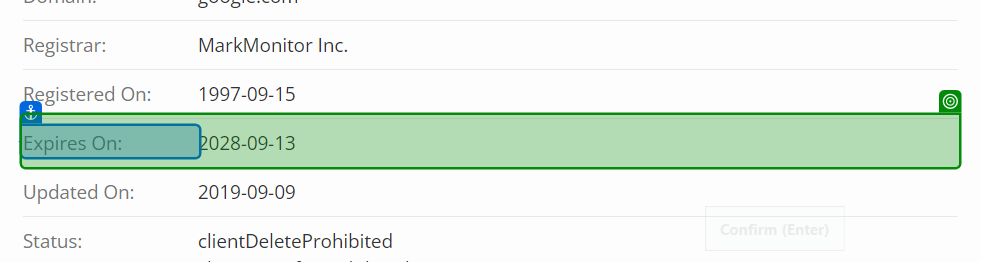 Domain: google.com
Registrar: MarkMonitor Inc.
Registered On: 1997-09-15
Expires On: 2028-09-13
Updated On: 2019-09-09
Confirm (Enter)
Status: clientDeleteProhibited